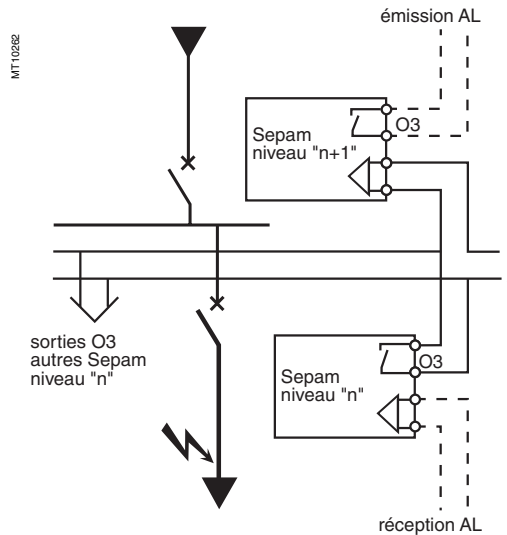 émission AL
MT10262
O3
Sepam
niveau "n+1"
sorties O3
autres Sepam
niveau "n"
O3
Sepam
niveau "n"
réception AL